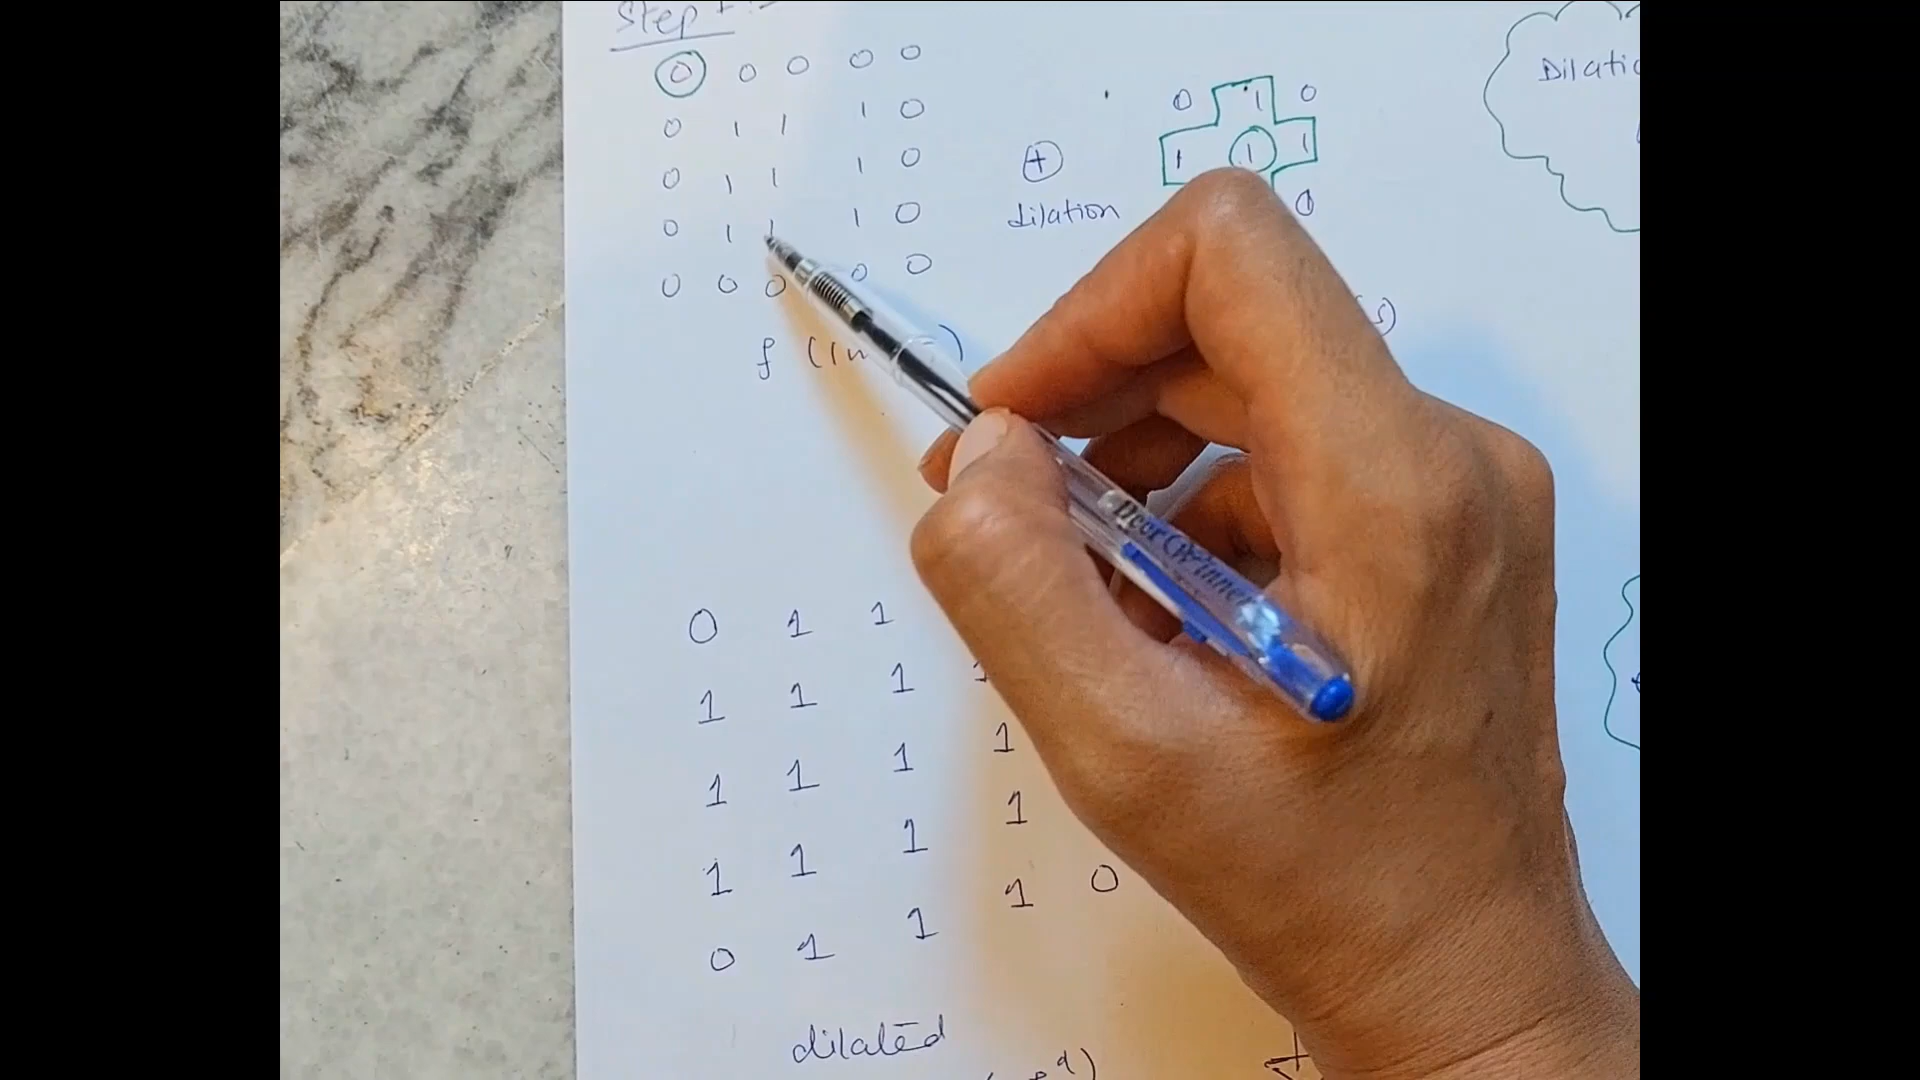 Step
0 0 0 0 0
0 1 1 1 0
0 1 1 1 0
0 1 1 1 0
0 0 0 0 0
+
dilation
0 1 0
1 1 1
0
f
Dilatio
s)
0 1 1
1 1 1 1
1 1 1 1
1 1 1 1
0 1 1 1 0
dilated